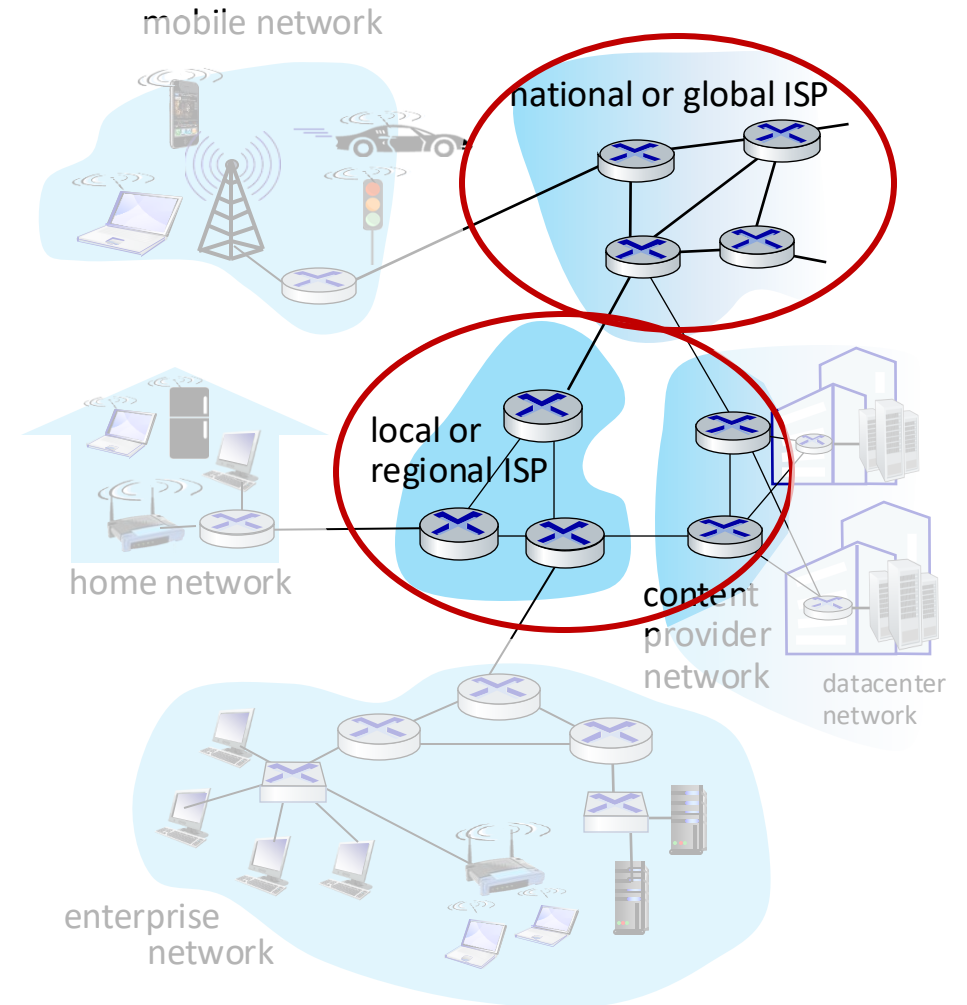 mobile network
national or global ISP
local or
regional ISP
home network
content
provider
network
datacenter
network
enterprise
network